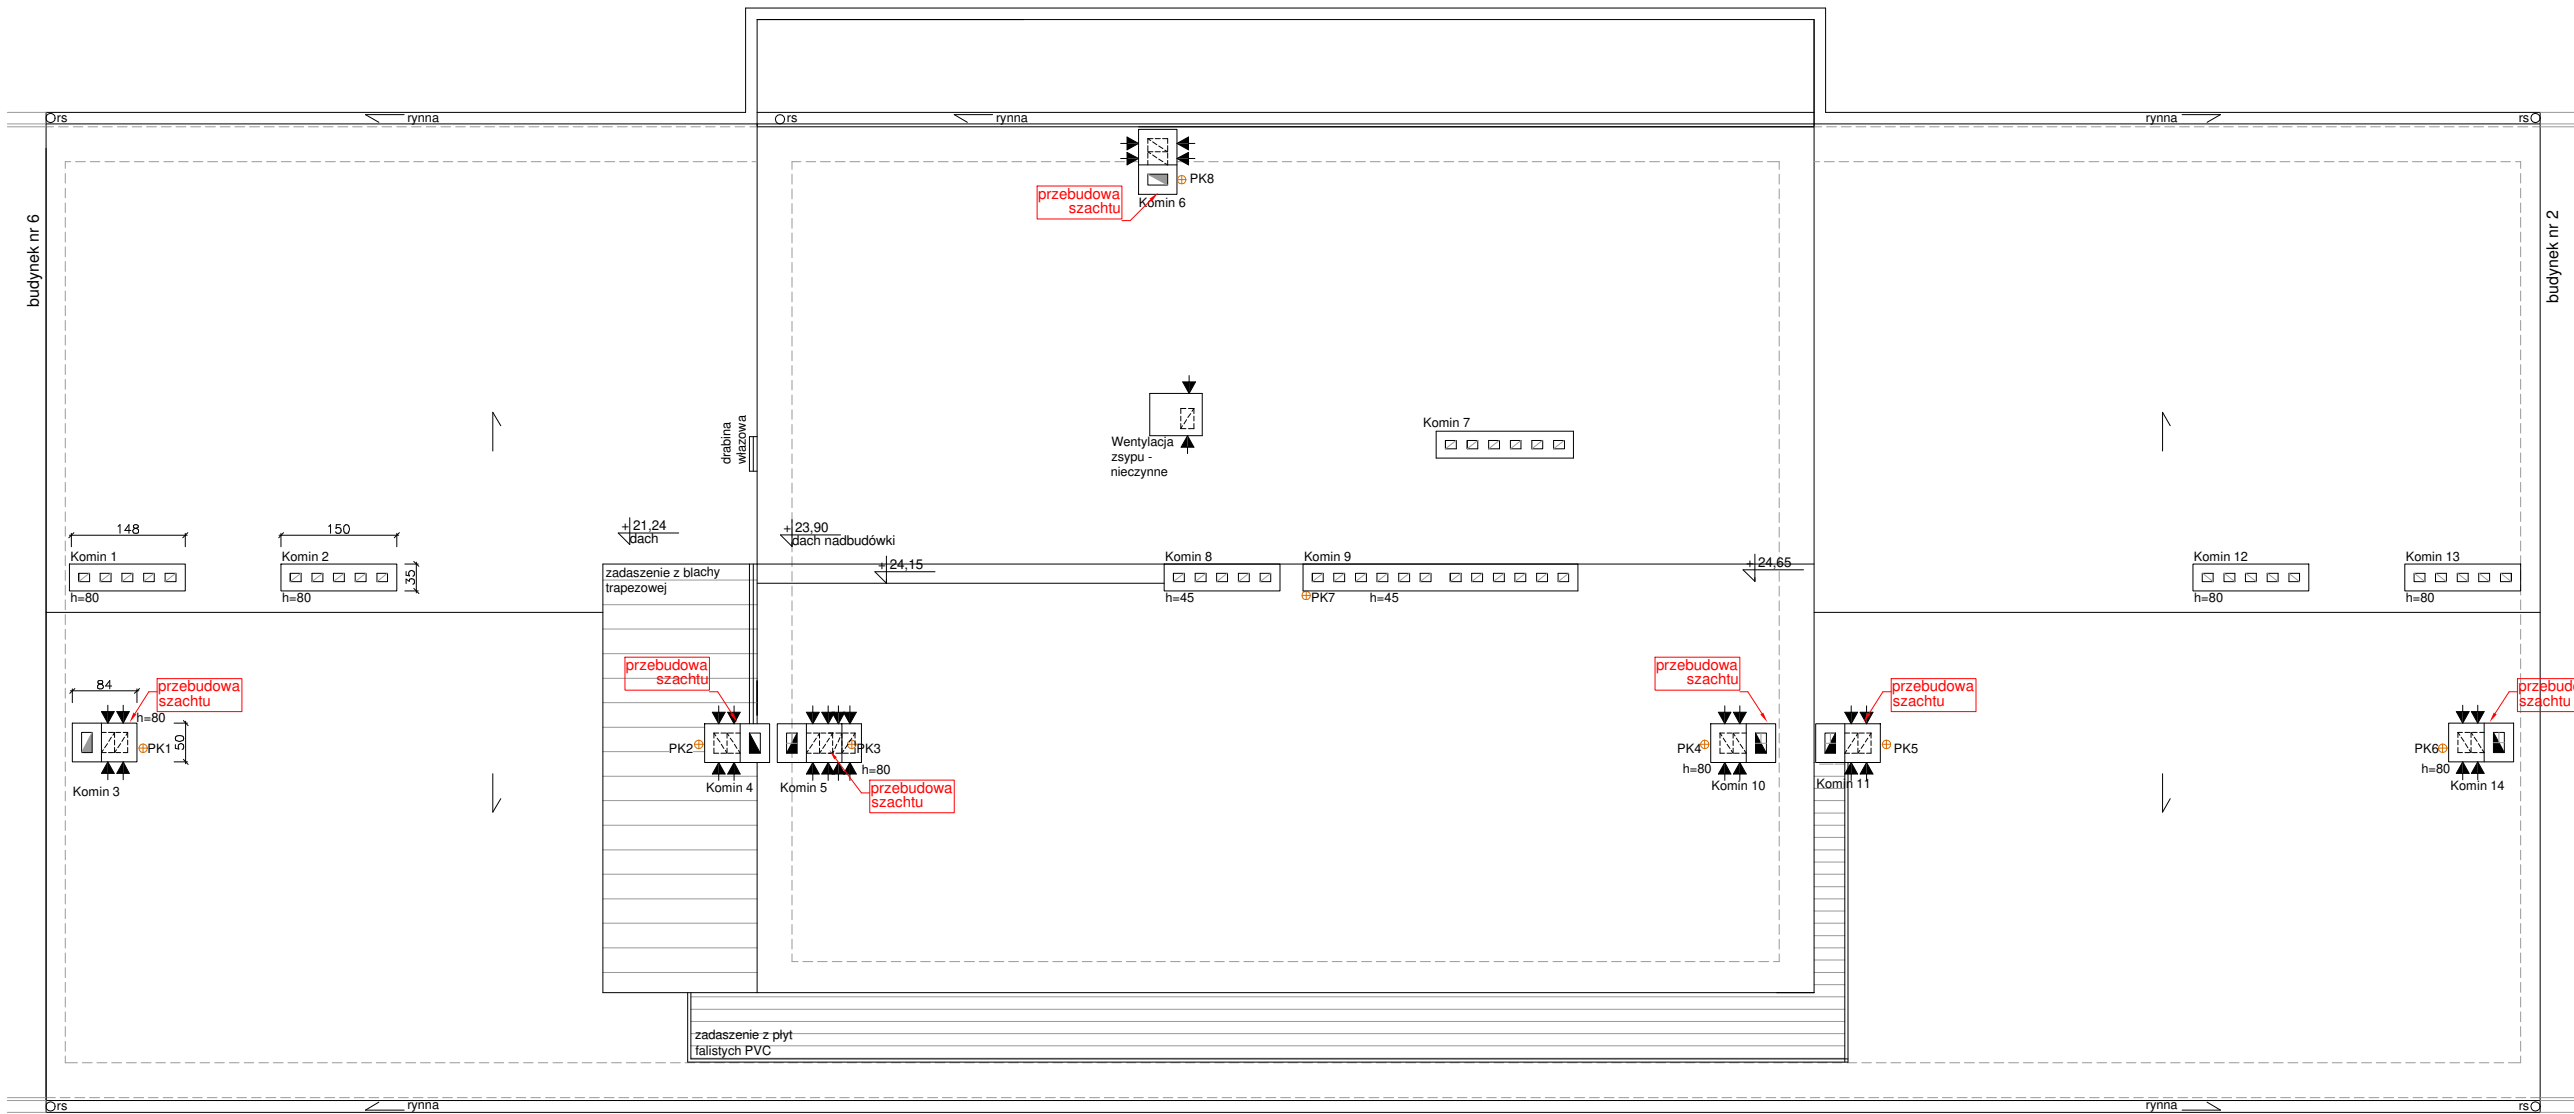 rs
rynna
rs
rynna
rynna
rs
budynek nr 6
budynek nr 2
PK8
przebudowa
szachtu
Komin 6
drabina
włazowa
Wentylacja
zsypu -
nieczynne
Komin 7
148
150
+21,24
dach
+23,90
dach nadbudówki
+24,15
+24,65
Komin 1
h=80
Komin 2
35
h=80
zadaszenie z blachy
trapezowej
Komin 8
h=45
Komin 9
PK7
h=45
Komin 12
h=80
Komin 13
h=80
84
przebudowa
szachtu
h=80
50
PK1
Komin 3
przebudowa
szachtu
PK2
Komin 4
PK3
h=80
Komin 5
przebudowa
szachtu
przebudowa
szachtu
PK4
h=80
Komin 10
przebudowa
szachtu
PK5
Komin 11
przebud
szachtu
PK6
h=80
Komin 14
zadaszenie z płyt
falistych PVC
rs
rynna
rynna
rs